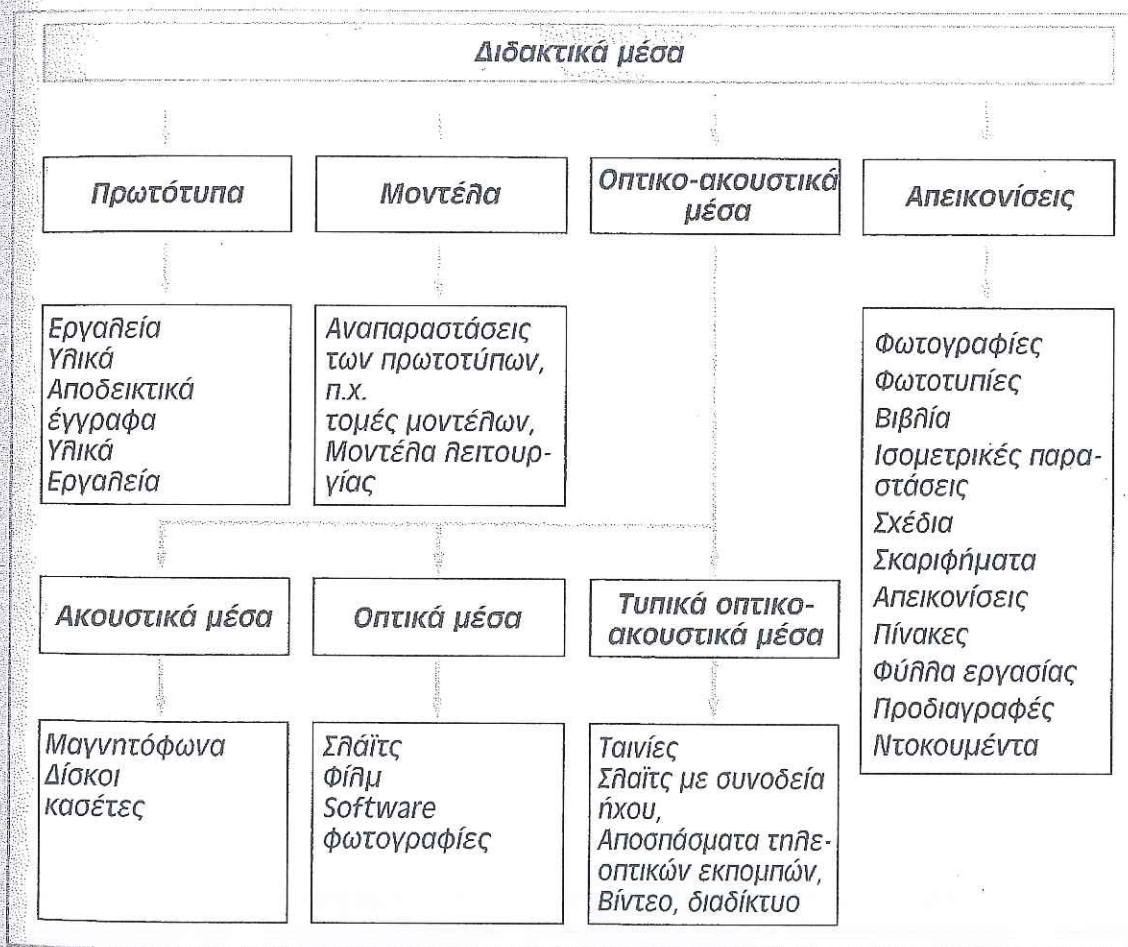 Διδακτικά μέσα
Πρωτότυπα
Μοντέλα
Οπτικο-ακουστικά
μέσα
Απεικονίσεις
Εργαλεία
Υλικά
Αποδεικτικά
έγγραφα
Υλικά
Εργαλεία
Αναπαραστάσεις
των πρωτοτύπων,
π.χ.
τομές μοντέλων,
Μοντέλα λειτουρ-
γίας
Φωτογραφίες
Φωτοτυπίες
Βιβλία
Ισομετρικές παρα-
στάσεις
Σχέδια
Σκαριφήματα
Απεικονίσεις
Πίνακες
Φύλλα εργασίας
Προδιαγραφές
Ντοκουμέντα
Ακουστικά μέσα
Οπτικά μέσα
Τυπικά οπτικο-
ακουστικά μέσα
Μαγνητόφωνα
Δίσκοι
κασέτες
Σλάϊτς
Φίλμ
Software
φωτογραφίες
Ταινίες
Σλαϊτς με συνοδεία
ήχου,
Αποσπάσματα τηλε-
οπτικών εκπομπών,
Βίντεο, διαδίκτυο